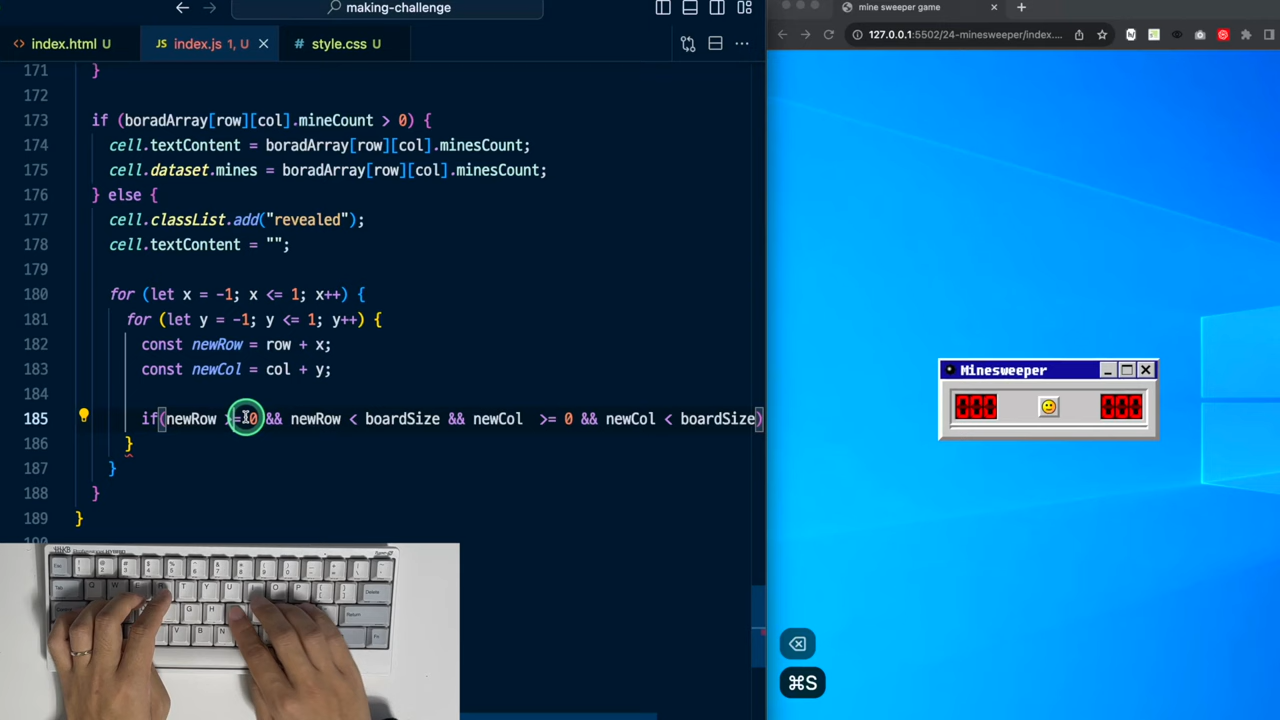 making-challenge
index.html U
JS index.js 1, U
style.css U
mine sweeper game
127.0.0.1:5502/24-minesweeper/index....
171 }
172
173 if (boradArray[row][col].mineCount > 0) {
174 cell.textContent = boradArray[row][col].minesCount;
175 cell.dataset.mines = boradArray[row][col].minesCount;
176 } else {
177 cell.classList.add("revealed");
178 cell.textContent = "";
179
180 for (let x = -1; x <= 1; x++) {
181 for (let y = -1; y <= 1; y++) {
182 const newRow = row + x;
183 const newCol = col + y;
184
185 if(newRow >= 0 && newRow < boardSize && newCol >= 0 && newCol < boardSize)
186 }
187 }
188 }
189 }
Minesweeper
000
000
⌘S